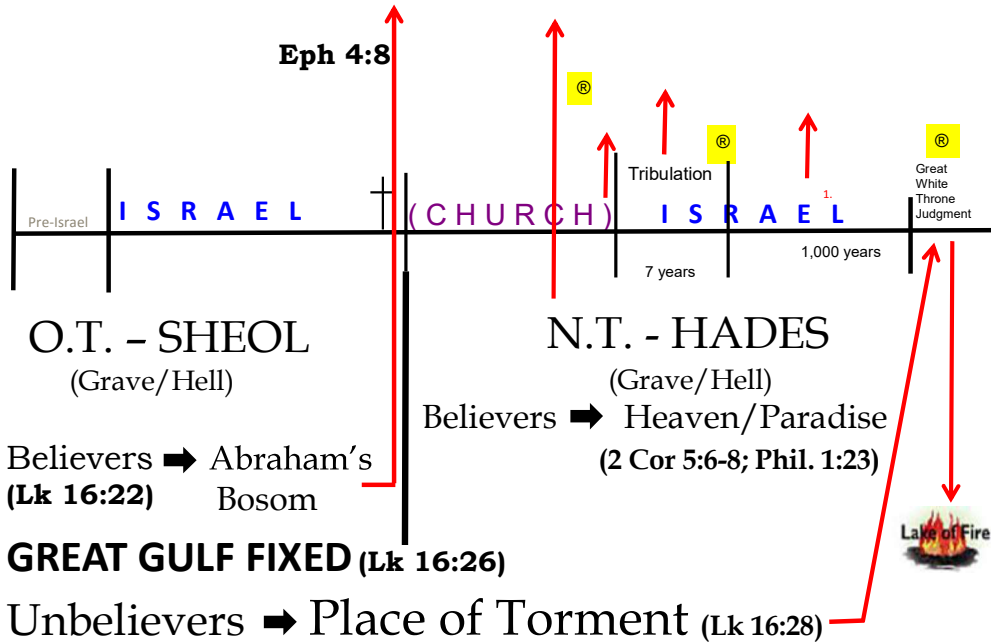 Eph 4:8
®
®
®
Tribulation
Great
White
Throne
Judgment
Pre-Israel
I S R A E L
( C H U R C H )
I S R A E L
1.
7 years
1,000 years
O.T. – SHEOL
(Grave/Hell)
N.T. - HADES
(Grave/Hell)
Believers ➡ Heaven/Paradise
(2 Cor 5:6-8; Phil. 1:23)
Believers ➡ Abraham's
(Lk 16:22) Bosom
Lake of Fire
GREAT GULF FIXED (Lk 16:26)
Unbelievers ➡ Place of Torment (Lk 16:28)